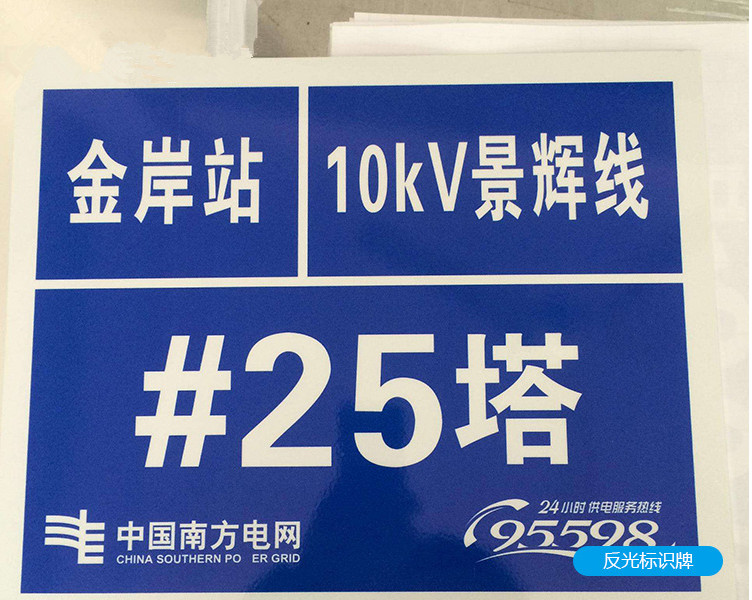 金岸站
10kV景辉线
#25塔
中国南方电网
CHINA SOUTHERN PO ER GRID
24小时 供电服务热线
95598
反光标识牌